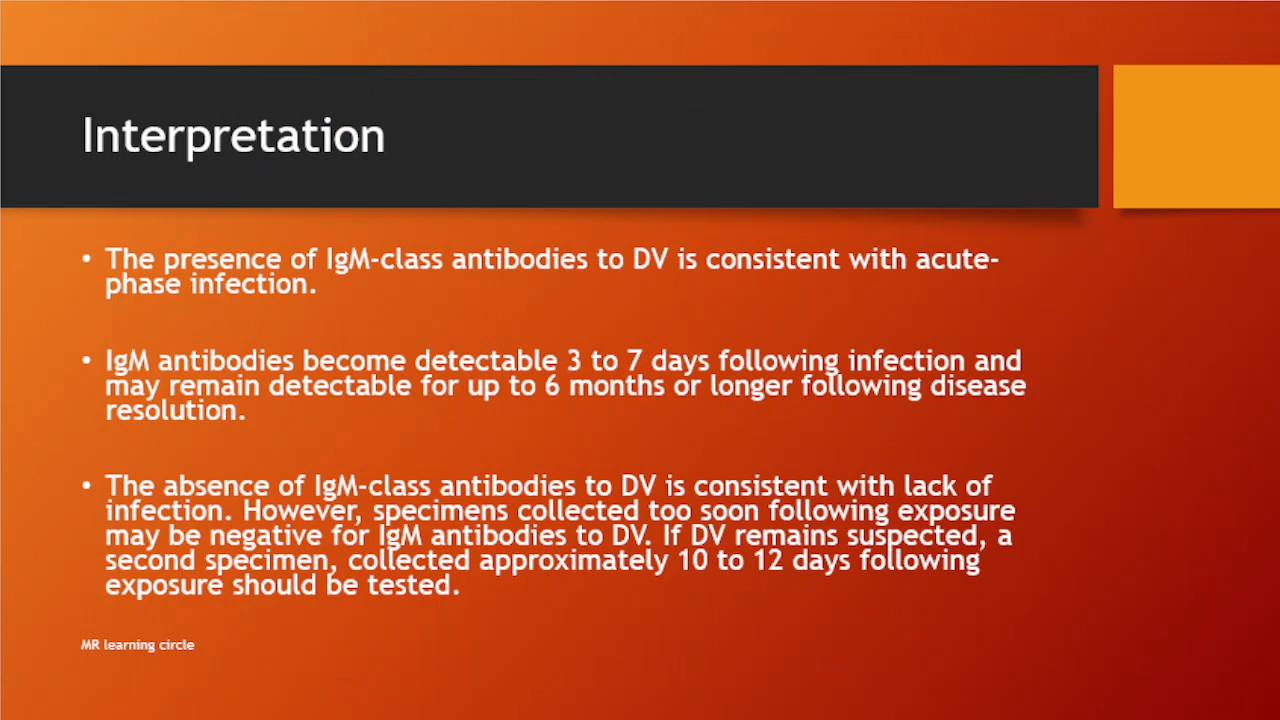 Interpretation
• The presence of IgM-class antibodies to DV is consistent with acute-
phase infection.
• IgM antibodies become detectable 3 to 7 days following infection and
may remain detectable for up to 6 months or longer following disease
resolution.
• The absence of IgM-class antibodies to DV is consistent with lack of
infection. However, specimens collected too soon following exposure
may be negative for IgM antibodies to DV. If DV remains suspected, a
second specimen, collected approximately 10 to 12 days following
exposure should be tested.
MR learning circle